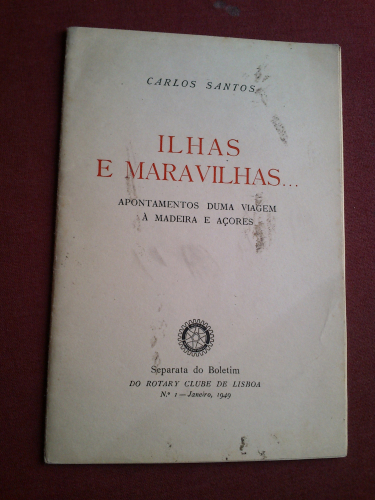 CARLOS SANTOS
ILHAS
E MARAVILHAS...
APONTAMENTOS DUMA VIAGEM
À MADEIRA E AÇORES
Separata do Boletim
DO ROTARY CLUBE DE LISBOA
N.º 1 — Janeiro, 1949